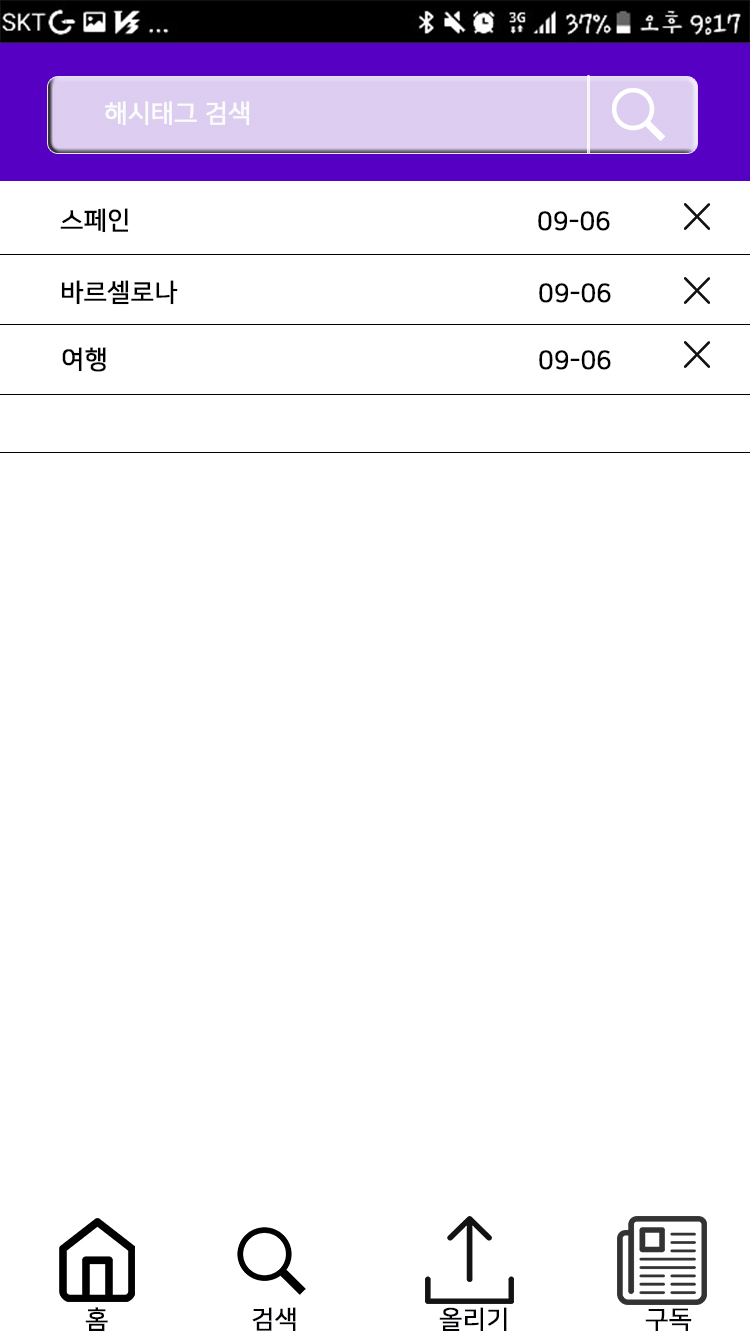 SKT ... 3G 37% 오후 9:17
해시태그 검색
스페인 09-06
바르셀로나 09-06
여행 09-06
홈 검색 올리기 구독